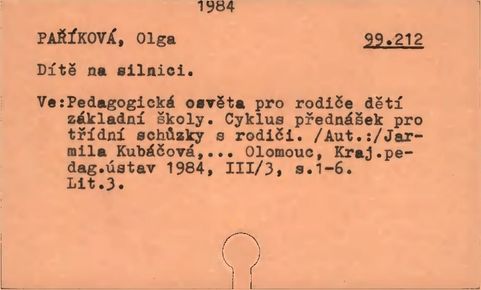 1984
PAŘÍKOVÁ, Olga 99.212
Dítě na silnici.
Ve:Pedagogická osvěta pro rodiče dětí
základní školy. Cyklus přednášek pro
třídní schůzky s rodiči. /Aut.:/Jar-
mila Kubáčová,... Olomouc, Kraj.pe-
dag.ústav 1984, III/3, s.1-6.
Lit.3.